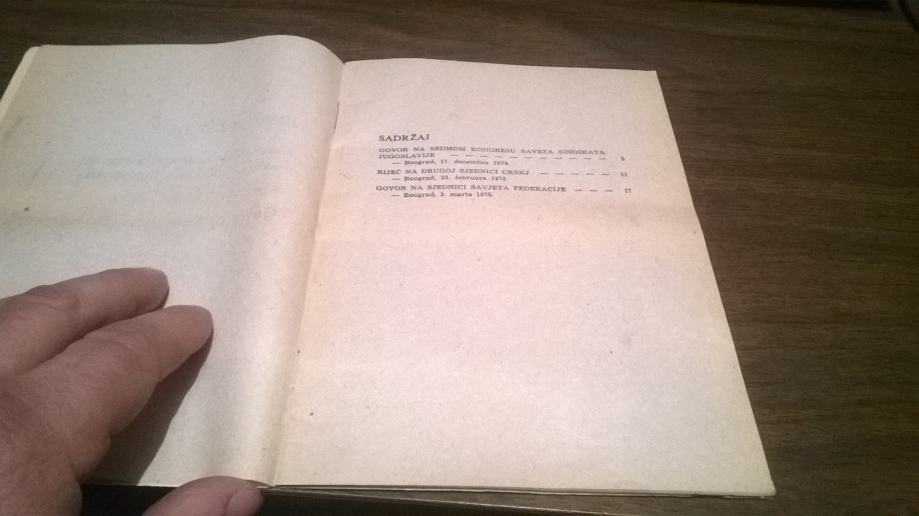 SADRŽAJ
GOVOR NA SEDMOM KONGRESU SAVEZA SINDIKATA
JUGOSLAVIJE — — — — — — — — — — 5
— Beograd, 17. decembra 1974.
RIJEČ NA DRUGOJ SJEDNICI CKSKJ — — — — — 11
— Beograd, 25. februara 1975.
GOVOR NA SJEDNICI SAVJETA FEDERACIJE — — — 17
— Beograd, 3. marta 1975.